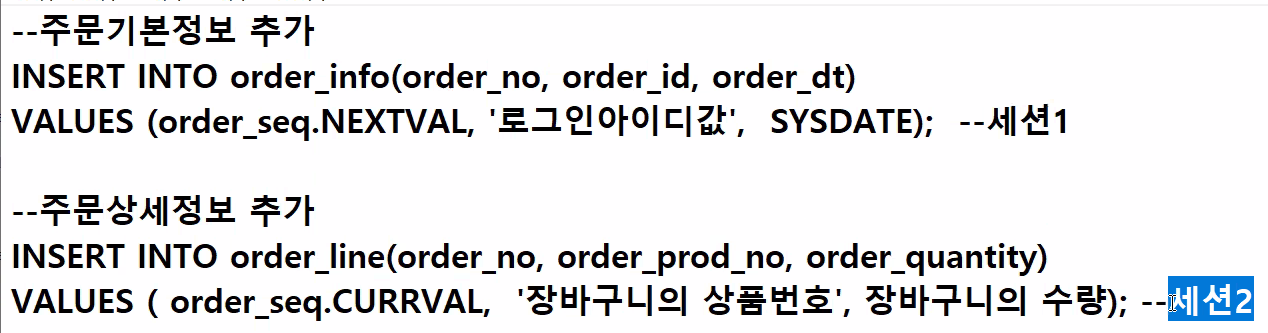 --주문기본정보 추가
INSERT INTO order_info(order_no, order_id, order_dt)
VALUES (order_seq.NEXTVAL, '로그인아이디값',  SYSDATE);  --세션1
--주문상세정보 추가
INSERT INTO order_line(order_no, order_prod_no, order_quantity)
VALUES ( order_seq.CURRVAL,  '장바구니의 상품번호', 장바구니의 수량); --세션2